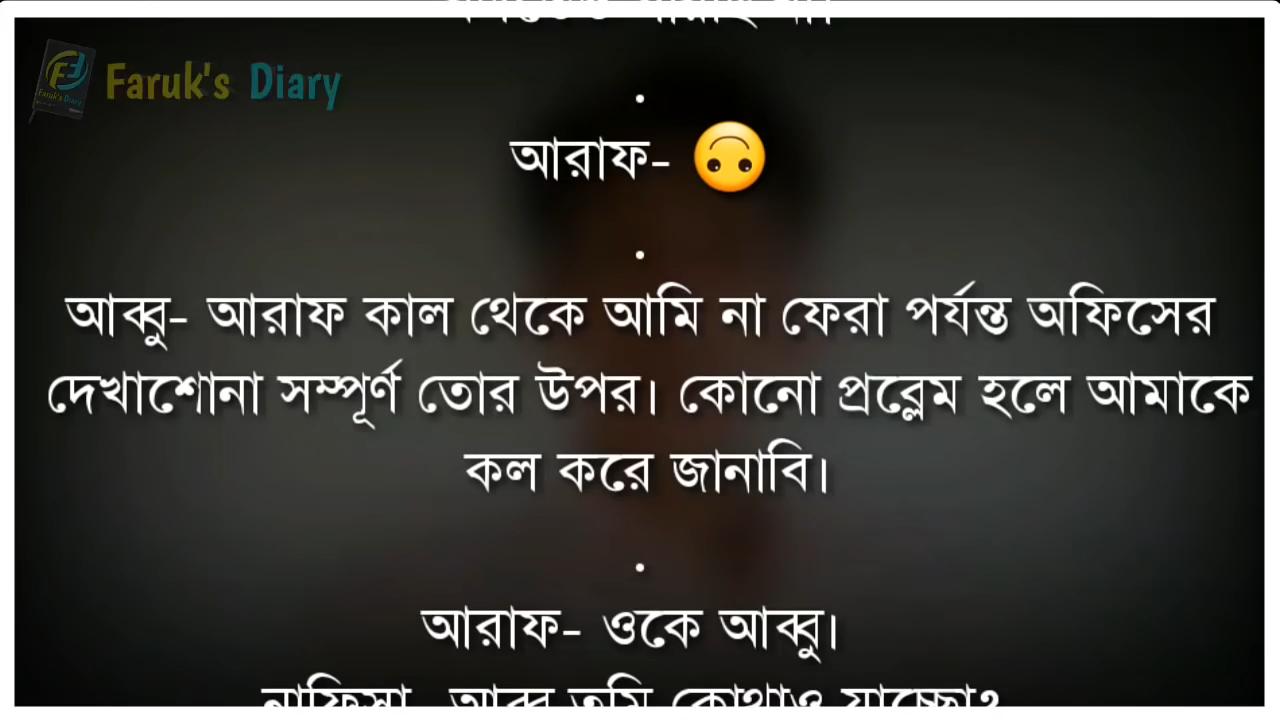 Faruk's Diary
.
আরাফ- 🙃
.
আব্বু- আরাফ কাল থেকে আমি না ফেরা পর্যন্ত অফিসের
দেখাশোনা সম্পূর্ণ তোর উপর। কোনো প্রব্লেম হলে আমাকে
কল করে জানাবি।
.
আরাফ- ওকে আব্বু।
নাফিসা- আব্বু তুমি কোথাও যাচ্ছো?